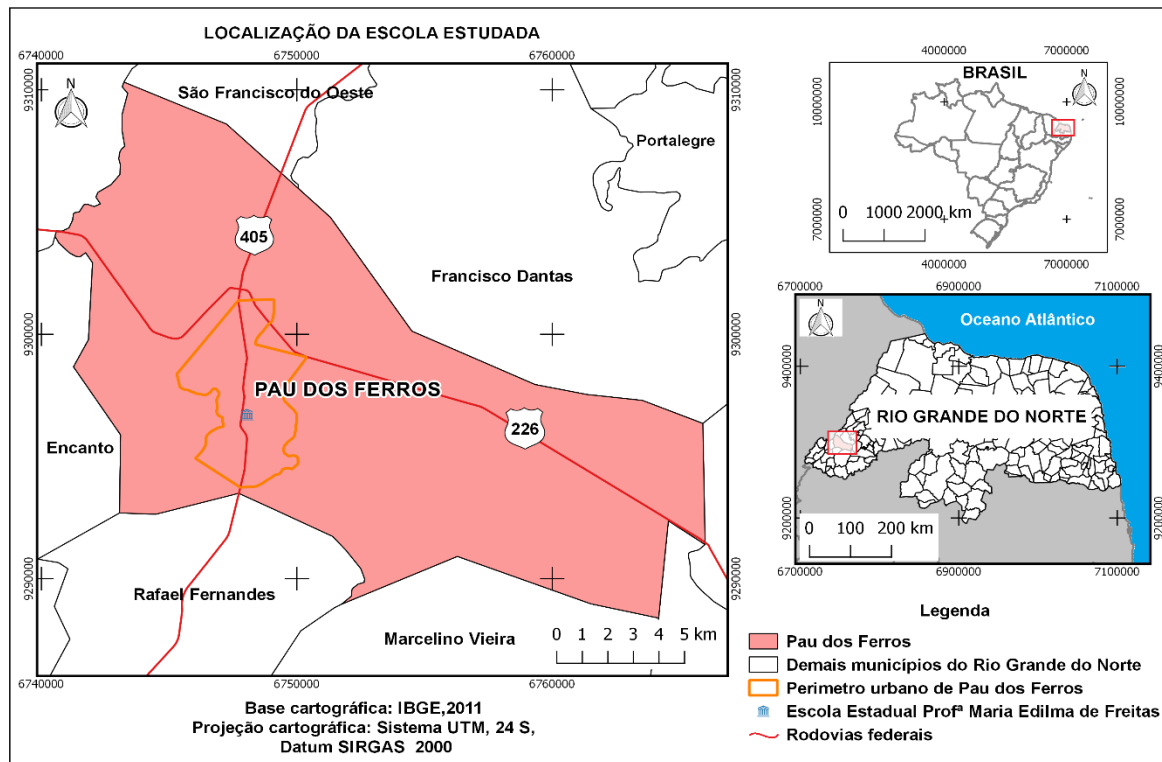 LOCALIZAÇÃO DA ESCOLA ESTUDADA
6740000 6750000 6760000
9310000 9310000
N
São Francisco do Oeste
Portalegre
405
Francisco Dantas
9300000 9300000
PAU DOS FERROS
226
Encanto
9290000 9290000
Rafael Fernandes
Marcelino Vieira
0 1 2 3 4 5 km
6740000 6750000 6760000
Base cartográfica: IBGE,2011
Projeção cartográfica: Sistema UTM, 24 S,
Datum SIRGAS 2000
4000000 7000000
BRASIL
N
10000000 10000000
0 1000 2000 km
7000000 7000000
4000000 7000000
6700000 6900000 7100000
N
Oceano Atlântico
9400000 9400000
RIO GRANDE DO NORTE
0 100 200 km
9200000 9200000
6700000 6900000 7100000
Legenda
Pau dos Ferros
Demais municípios do Rio Grande do Norte
Perimetro urbano de Pau dos Ferros
Escola Estadual Profª Maria Edilma de Freitas
Rodovias federais